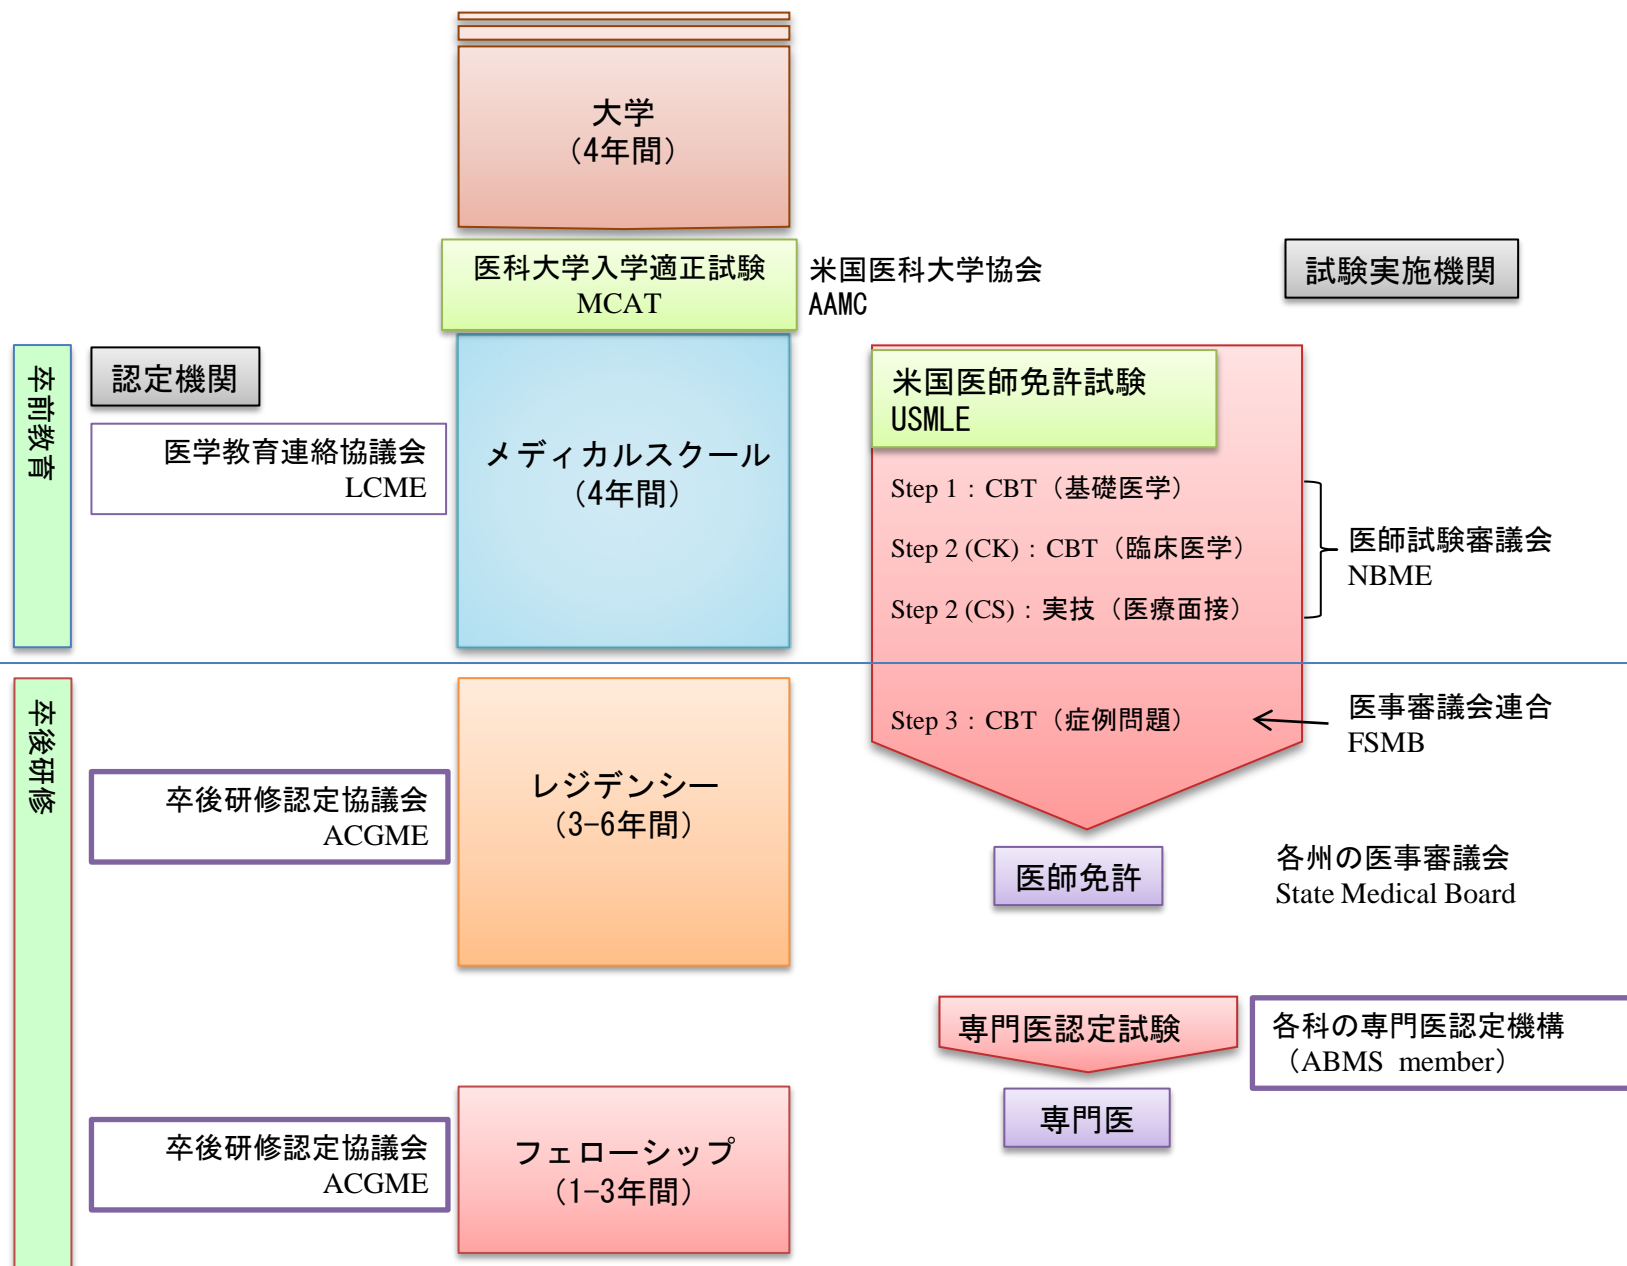 大学
（4年間）
医科大学入学適正試験
MCAT
米国医科大学協会
AAMC
試験実施機関
卒前教育
認定機関
医学教育連絡協議会
LCME
メディカルスクール
（4年間）
米国医師免許試験
USMLE
Step 1：CBT（基礎医学）
Step 2 (CK)：CBT（臨床医学）
Step 2 (CS)：実技（医療面接）
医師試験審議会
NBME
卒後研修
Step 3：CBT（症例問題）
医事審議会連合
FSMB
卒後研修認定協議会
ACGME
レジデンシー
（3-6年間）
医師免許
各州の医事審議会
State Medical Board
専門医認定試験
各科の専門医認定機構
（ABMS member）
専門医
卒後研修認定協議会
ACGME
フェローシップ
（1-3年間）